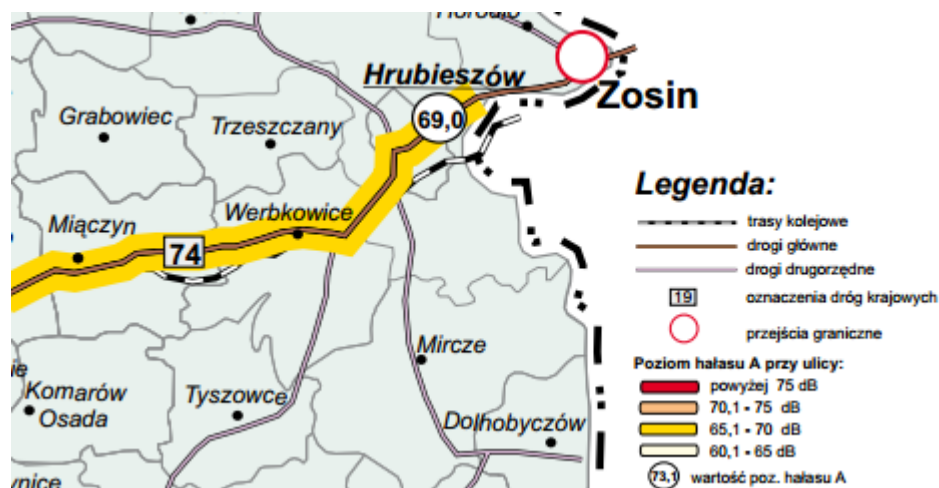 Horodło
Hrubieszów
Zosin
69,0
Grabowiec
Trzeszczany
Miączyn
Werbkowice
74
Mircze
Komarów
Osada
Tyszowce
Dolhobyczów
Legenda:
trasy kolejowe
drogi główne
drogi drugorzędne
19 oznaczenia dróg krajowych
przejścia graniczne
Poziom hałasu A przy ulicy:
powyżej 75 dB
70,1 - 75 dB
65,1 - 70 dB
60,1 - 65 dB
73,1 wartość poz. hałasu A